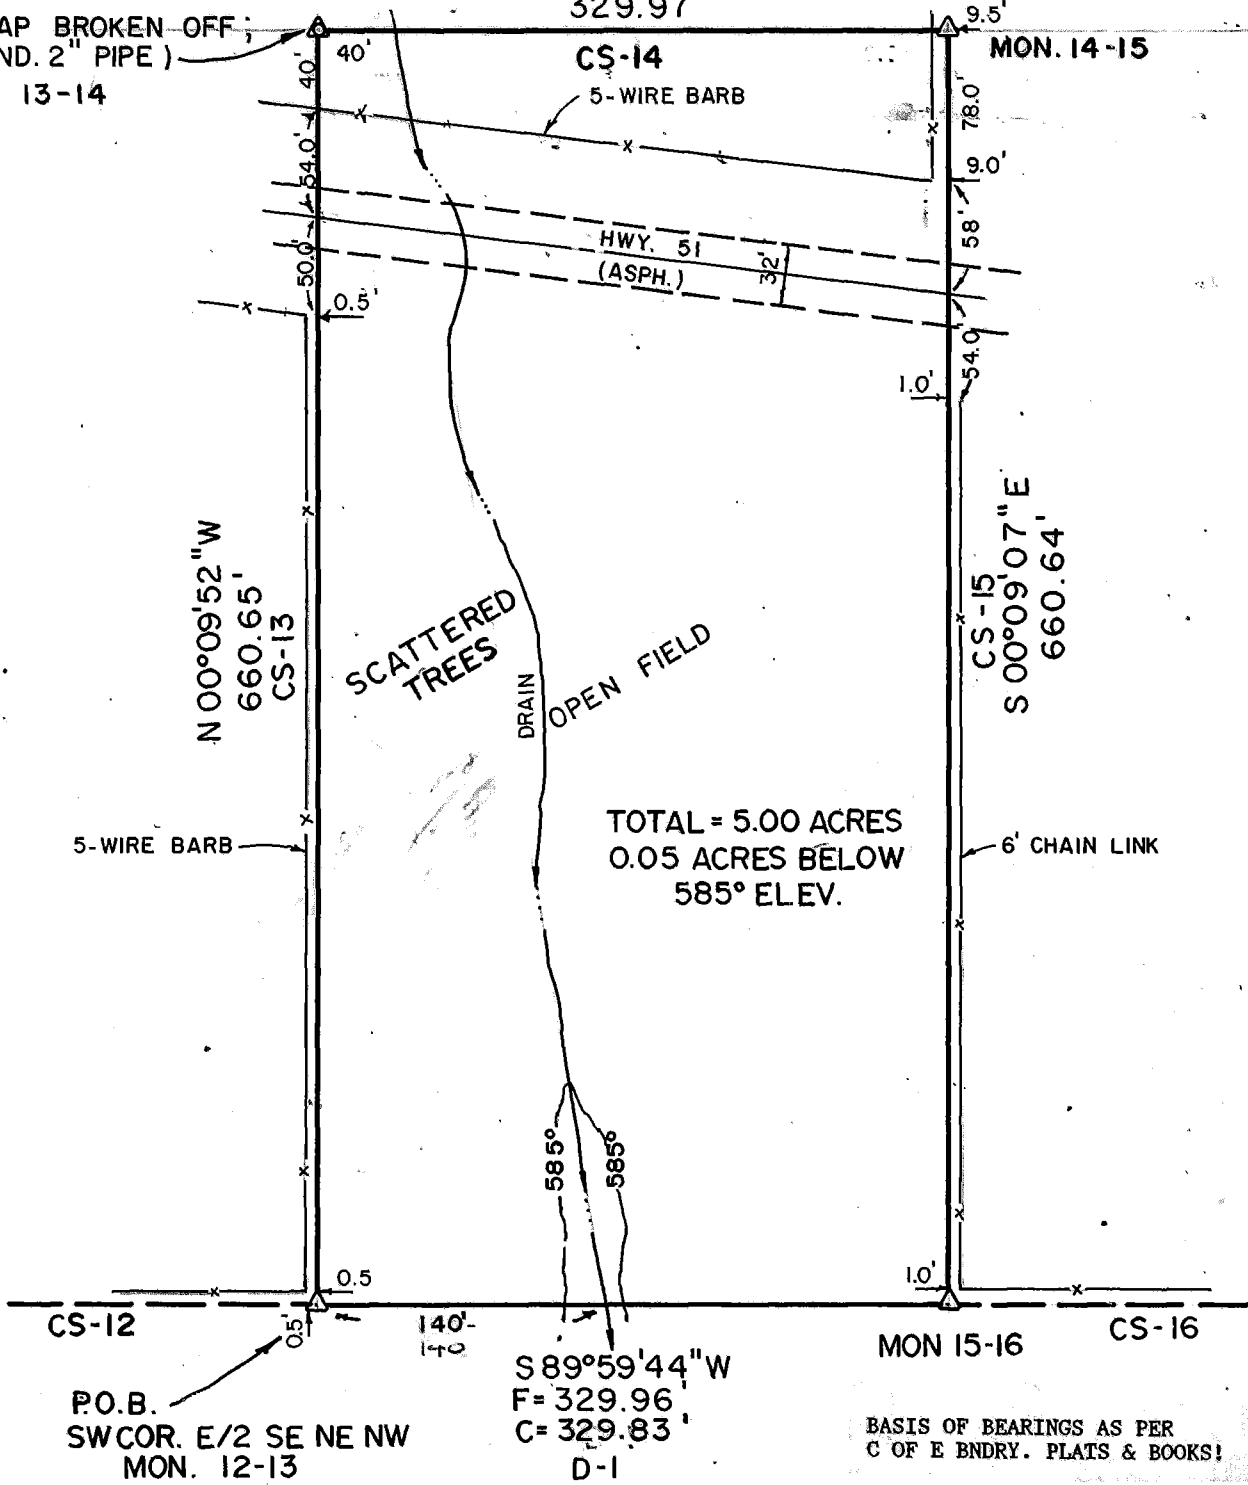 329.97
AP BROKEN OFF;
ND. 2" PIPE)
13-14
40'
40'
CS-14
9.5'
MON. 14-15
5-WIRE BARB
78.0'
54.0'
9.0'
58'
HWY. 51
(ASPH.)
32'
50.0'
0.5'
54.0'
1.0'
N 00°09'52"W
660.65'
CS-13
SCATTERED
TREES
DRAIN
OPEN FIELD
CS-15
S 00°09'07"E
660.64'
TOTAL = 5.00 ACRES
0.05 ACRES BELOW
585° ELEV.
5-WIRE BARB
6' CHAIN LINK
585°
585°
0.5
1.0'
CS-12
0.5'
140'-
140
MON 15-16
CS-16
S 89°59'44"W
F= 329.96'
C= 329.83'
D-1
P.O.B.
SW COR. E/2 SE NE NW
MON. 12-13
BASIS OF BEARINGS AS PER
C OF E BNDRY. PLATS & BOOKS!